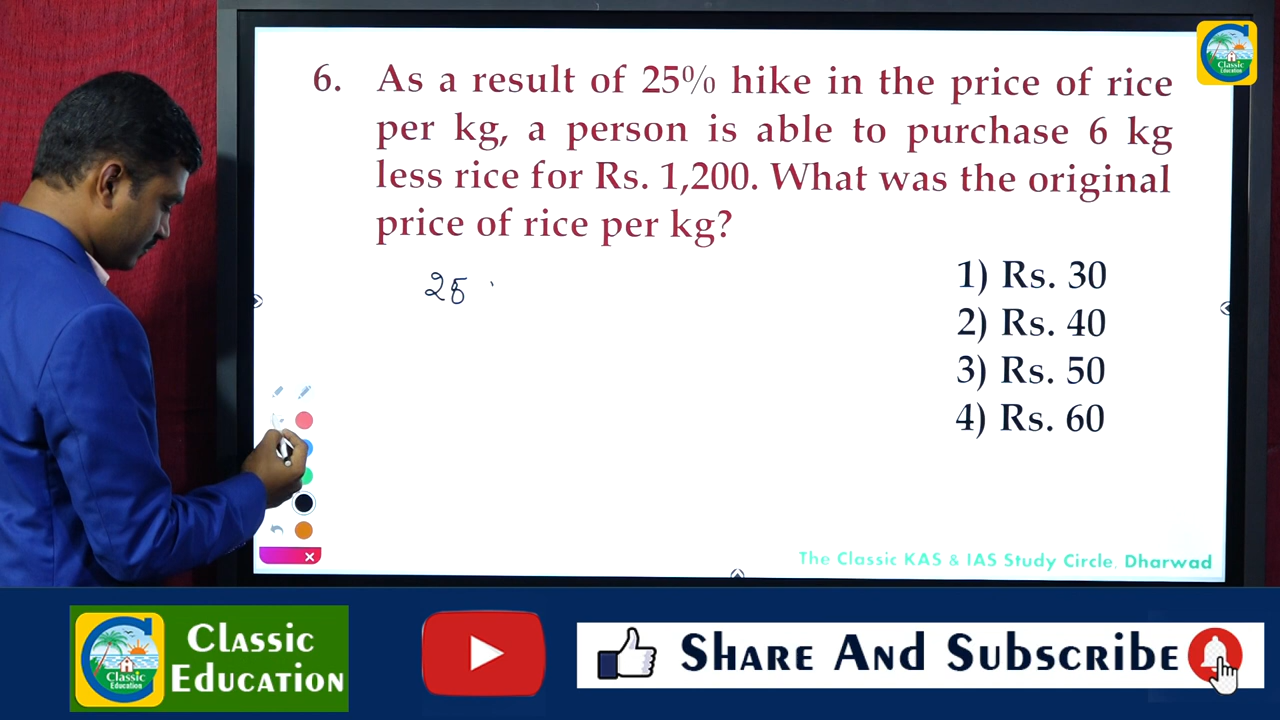 6. As a result of 25% hike in the price of rice
per kg, a person is able to purchase 6 kg
less rice for Rs. 1,200. What was the original
price of rice per kg?
25
1) Rs. 30
2) Rs. 40
3) Rs. 50
4) Rs. 60
The Classic KAS & IAS Study Circle, Dharwad
Classic
Education
Classic
Education
Classic
Education
Share And Subscribe